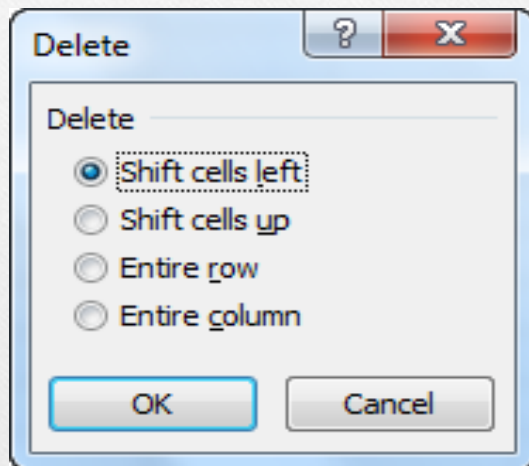 Delete
Delete
Shift cells left
Shift cells up
Entire row
Entire column
OK Cancel